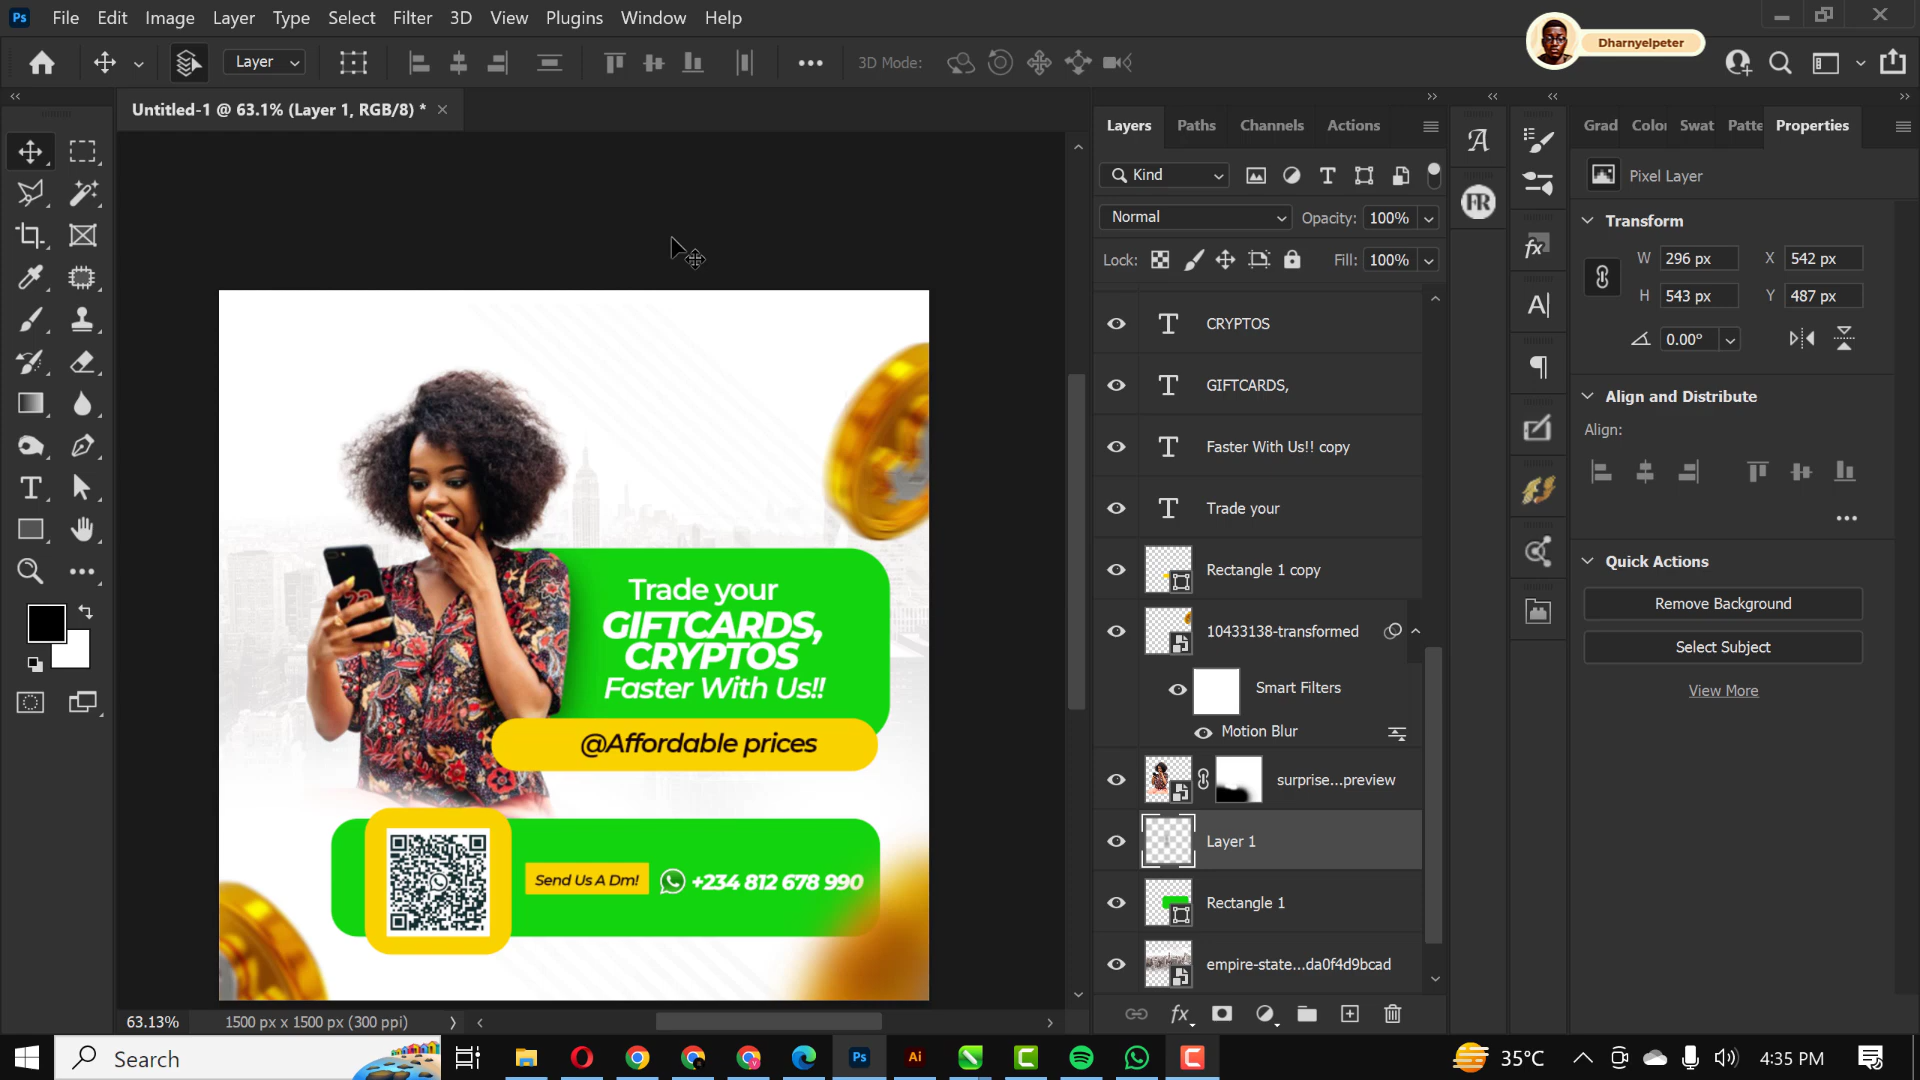 Ps File Edit Image Layer Type Select Filter 3D View Plugins Window Help
Dharnyelpeter
Layer
3D Mode:
Untitled-1 @ 63.1% (Layer 1, RGB/8) *
Layers Paths Channels Actions
Grad Color Swat Patte Properties
Kind
Pixel Layer
Normal
Opacity: 100%
Transform
Lock:
Fill: 100%
W 296 px X 542 px
H 543 px Y 487 px
0.00°
FR
CRYPTOS
GIFTCARDS,
Faster With Us!! copy
Trade your
Rectangle 1 copy
10433138-transformed
Smart Filters
Motion Blur
surprise...preview
Layer 1
Rectangle 1
empire-state...da0f4d9bcad
Align and Distribute
Align:
Quick Actions
Remove Background
Select Subject
View More
Trade your
GIFTCARDS,
CRYPTOS
Faster With Us!!
@Affordable prices
Send Us A Dm!
+234 812 678 990
63.13%
1500 px x 1500 px (300 ppi)
Search
Ps
Ai
35°C
4:35 PM